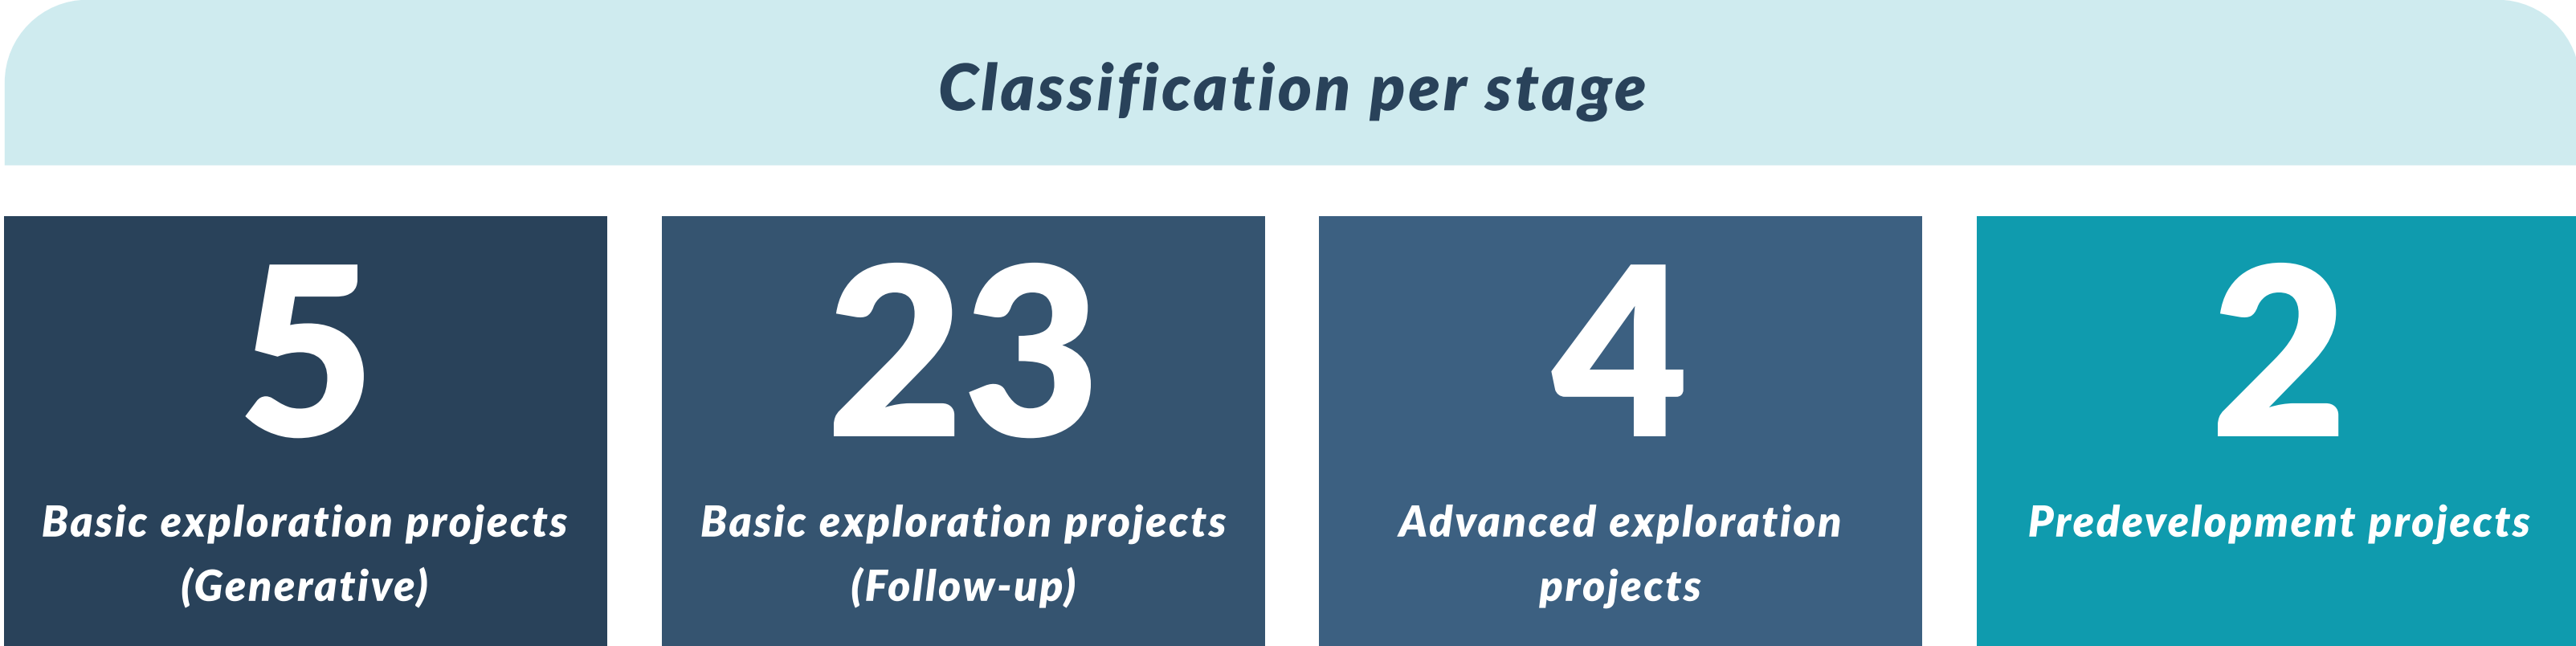 Classification per stage
5
Basic exploration projects
(Generative)
23
Basic exploration projects
(Follow-up)
4
Advanced exploration
projects
2
Predevelopment projects